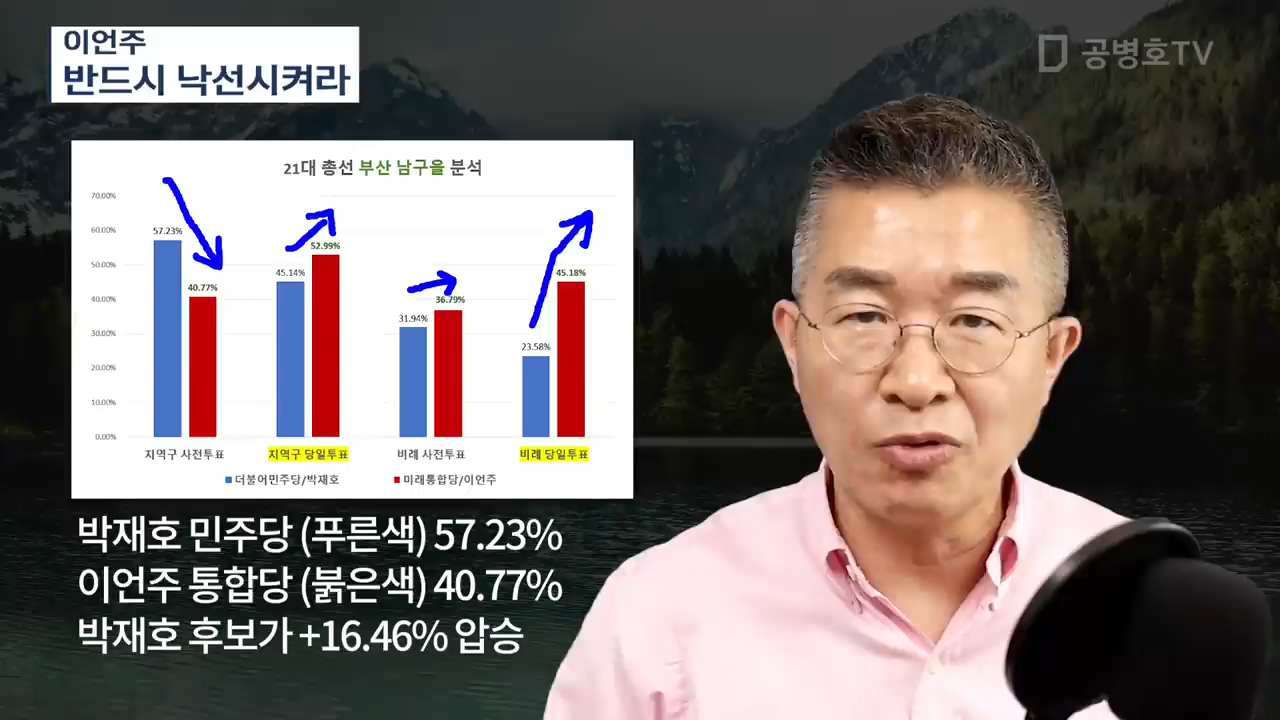 이언주
반드시 낙선시켜라
공병호TV
21대 총선 부산 남구을 분석
70.00%
60.00%
50.00%
40.00%
30.00%
20.00%
10.00%
0.00%
57.23%
40.77%
45.14%
52.99%
31.94%
36.79%
23.58%
45.18%
지역구 사전투표
지역구 당일투표
비례 사전투표
비례 당일투표
더불어민주당/박재호
미래통합당/이언주
박재호 민주당 (푸른색) 57.23%
이언주 통합당 (붉은색) 40.77%
박재호 후보가 +16.46% 압승